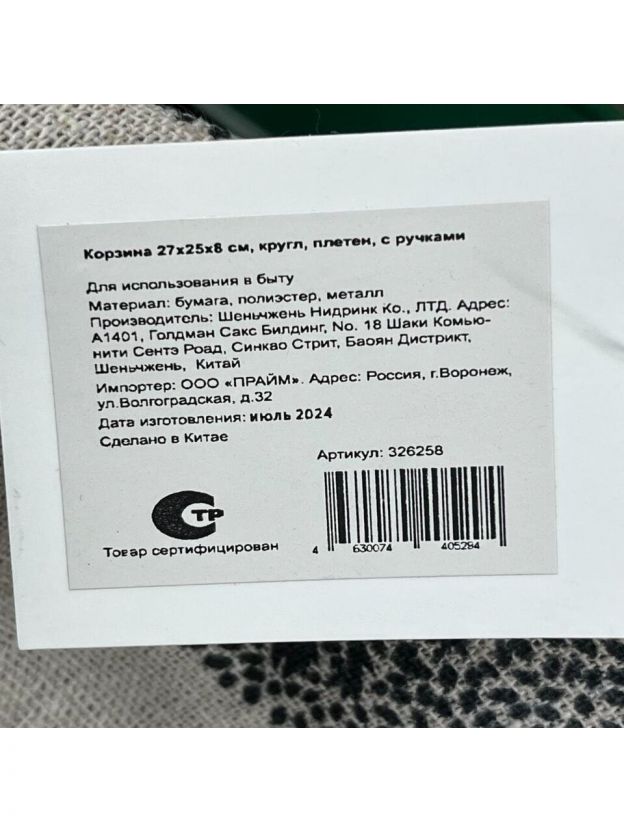 Корзина 27х25х8 см, кругл, плетен, с ручками
Для использования в быту
Материал: бумага, полиэстер, металл
Производитель: Шеньчжень Нидринк Ко., ЛТД. Адрес:
А1401, Голдман Сакс Билдинг, No. 18 Шаки Комью-
нити Сентэ Роад, Синкао Стрит, Баоян Дистрикт,
Шеньчжень, Китай
Импортер: ООО «ПРАЙМ». Адрес: Россия, г.Воронеж,
ул.Волгоградская, д.32
Дата изготовления: июль 2024
Сделано в Китае
Артикул: 326258
СТР
Товар сертифицирован
4 630074 405284